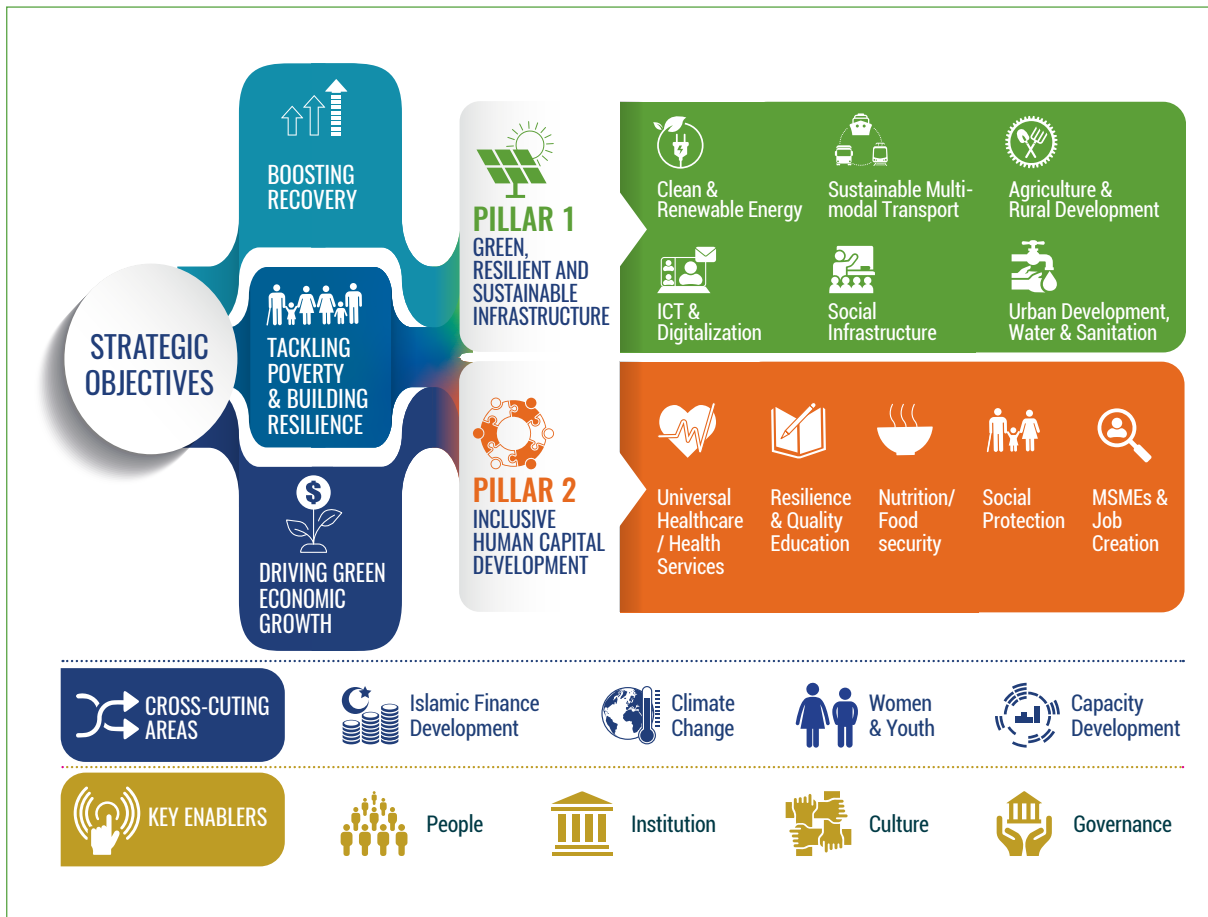 STRATEGIC
OBJECTIVES
BOOSTING
RECOVERY
TACKLING
POVERTY
& BUILDING
RESILIENCE
$
DRIVING GREEN
ECONOMIC
GROWTH
PILLAR 1
GREEN,
RESILIENT AND
SUSTAINABLE
INFRASTRUCTURE
Clean &
Renewable Energy
Sustainable Multi-
modal Transport
Agriculture &
Rural Development
ICT &
Digitalization
Social
Infrastructure
Urban Development,
Water & Sanitation
PILLAR 2
INCLUSIVE
HUMAN CAPITAL
DEVELOPMENT
Universal
Healthcare
/ Health
Services
Resilience
& Quality
Education
Nutrition/
Food
security
Social
Protection
MSMEs &
Job
Creation
CROSS-CUTING
AREAS
Islamic Finance
Development
Climate
Change
Women
& Youth
Capacity
Development
KEY ENABLERS
People
Institution
Culture
Governance